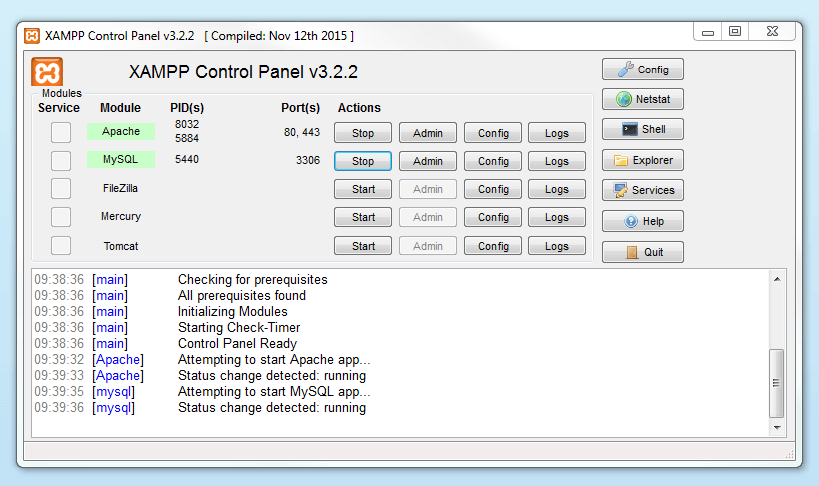 XAMPP Control Panel v3.2.2 [ Compiled: Nov 12th 2015 ]
XAMPP Control Panel v3.2.2
Config
Modules
Service Module PID(s) Port(s) Actions
Netstat
Apache 8032 5884 80, 443 Stop Admin Config Logs
Shell
MySQL 5440 3306 Stop Admin Config Logs
Explorer
FileZilla Start Admin Config Logs
Services
Mercury Start Admin Config Logs
Help
Tomcat Start Admin Config Logs
Quit
09:38:36 [main] Checking for prerequisites
09:38:36 [main] All prerequisites found
09:38:36 [main] Initializing Modules
09:38:36 [main] Starting Check-Timer
09:38:36 [main] Control Panel Ready
09:39:32 [Apache] Attempting to start Apache app...
09:39:33 [Apache] Status change detected: running
09:39:35 [mysql] Attempting to start MySQL app...
09:39:36 [mysql] Status change detected: running